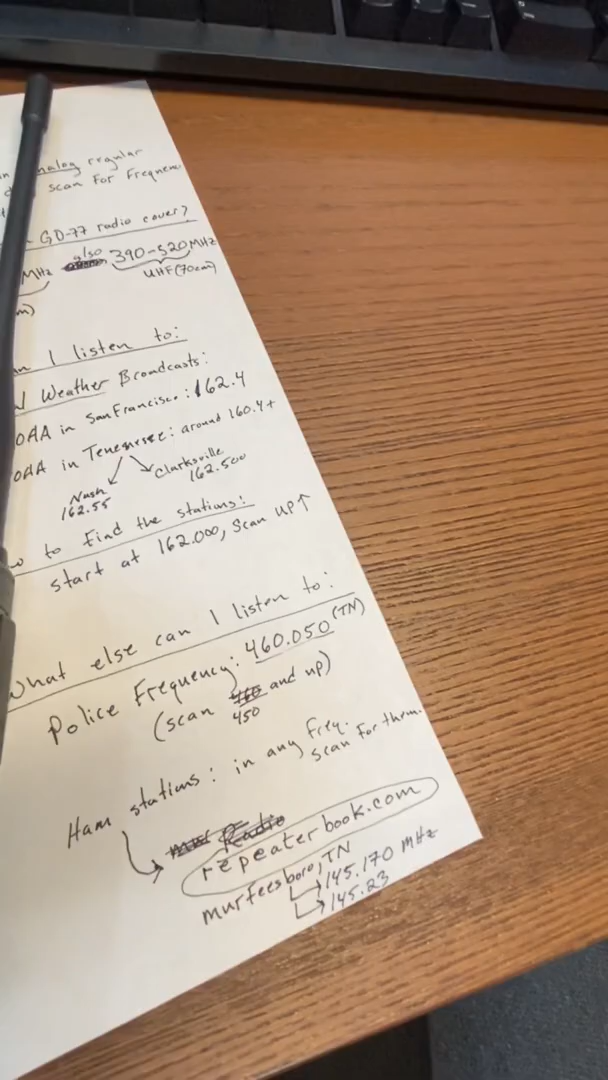 analog regular
scan for Frequen
GD-77 radio cover?
MHz also 390-520MHz
UHF (70cm)
m)
n I listen to:
Weather Broadcasts:
OAA in San Francisco: 162.4
OAA in Tenenessee: around 160.4+
Nash Clarksville
162.55 162.500
w to find the stations:
start at 162.000, scan up↑
What else can I listen to:
Police Frequency: 460.050 (TN)
(scan 460 and up)
450
Ham stations: in any freq.
scan for them.
Radio
repeaterbook.com
murfeesboro, TN
145.170 MHz
145.23